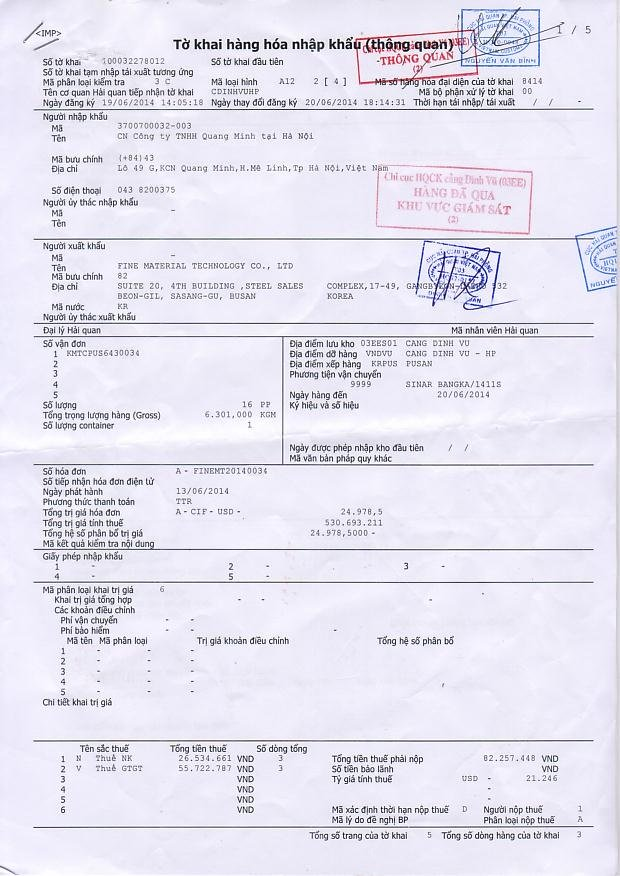 <IMP>
1 / 5
Tờ khai hàng hóa nhập khẩu (thông quan)
Chi cục HQCK cảng Đình Vũ (03EE)
-THÔNG QUAN
(2)
NGUYỄN VĂN BÌNH
Số tờ khai 100032278012 Số tờ khai đầu tiên
Số tờ khai tạm nhập tái xuất tương ứng
Mã phân loại kiểm tra 3 C Mã loại hình A12 2 [ 4 ] Mã số hàng hóa đại diện của tờ khai 8414
Tên cơ quan Hải quan tiếp nhận tờ khai CDINHVUHP Mã bộ phận xử lý tờ khai 00
Ngày đăng ký 19/06/2014 14:05:18 Ngày thay đổi đăng ký 20/06/2014 18:14:31 Thời hạn tái nhập/ tái xuất / / -
Người nhập khẩu
Mã 3700700032-003
Tên CN Công ty TNHH Quang Minh tại Hà Nội
Mã bưu chính (+84)43
Địa chỉ Lô 49 G,KCN Quang Minh,H.Mê Linh,Tp Hà Nội,Việt Nam
Số điện thoại 043 8200375
Người ủy thác nhập khẩu
Mã -
Tên
Chi cục HQCK cảng Đình Vũ (03EE)
HÀNG ĐÃ QUA
KHU VỰC GIÁM SÁT
(2)
Người xuất khẩu
Mã -
Tên FINE MATERIAL TECHNOLOGY CO., LTD
Mã bưu chính 82
Địa chỉ SUITE 20, 4TH BUILDING ,STEEL SALES COMPLEX,17-49,
BEON-GIL, SASANG-GU, BUSAN KOREA
Mã nước KR
Người ủy thác xuất khẩu
Đại lý Hải quan Mã nhân viên Hải quan
Số vận đơn
1 KMTCPUS6430034
2
3
4
5
Số lượng 16 PP
Tổng trọng lượng hàng (Gross) 6.301,000 KGM
Số lượng container 1
Địa điểm lưu kho 03EES01 CANG DINH VU
Địa điểm dỡ hàng VNDVU CANG DINH VU - HP
Địa điểm xếp hàng KRPUS PUSAN
Phương tiện vận chuyển
9999 SINAR BANGKA/1411S
Ngày hàng đến 20/06/2014
Ký hiệu và số hiệu
Ngày được phép nhập kho đầu tiên / /
Mã văn bản pháp quy khác
Số hóa đơn A - FINEMT20140034
Số tiếp nhận hóa đơn điện tử
Ngày phát hành 13/06/2014
Phương thức thanh toán TTR
Tổng trị giá hóa đơn A - CIF - USD - 24.978,5
Tổng trị giá tính thuế 530.693.211
Tổng hệ số phân bổ trị giá 24.978,5000 -
Mã kết quả kiểm tra nội dung
Giấy phép nhập khẩu
1 - 2 - 3 -
4 - 5 -
Mã phân loại khai trị giá 6
Khai trị giá tổng hợp - - -
Các khoản điều chỉnh
Phí vận chuyển - -
Phí bảo hiểm - - -
Mã tên Mã phân loại Trị giá khoản điều chỉnh Tổng hệ số phân bổ
1 - - -
2 - - -
3 - - -
4 - - -
5 - - -
Chi tiết khai trị giá
Tên sắc thuế Tổng tiền thuế Số dòng tổng
1 N Thuế NK 26.534.661 VND 3
2 V Thuế GTGT 55.722.787 VND 3
3 VND
4 VND
5 VND
6 VND
Tổng tiền thuế phải nộp 82.257.448 VND
Số tiền bảo lãnh VND
Tỷ giá tính thuế USD - 21.246
-
-
Mã xác định thời hạn nộp thuế D Người nộp thuế 1
Mã lý do đề nghị BP Phân loại nộp thuế A
Tổng số trang của tờ khai 5 Tổng số dòng hàng của tờ khai 3